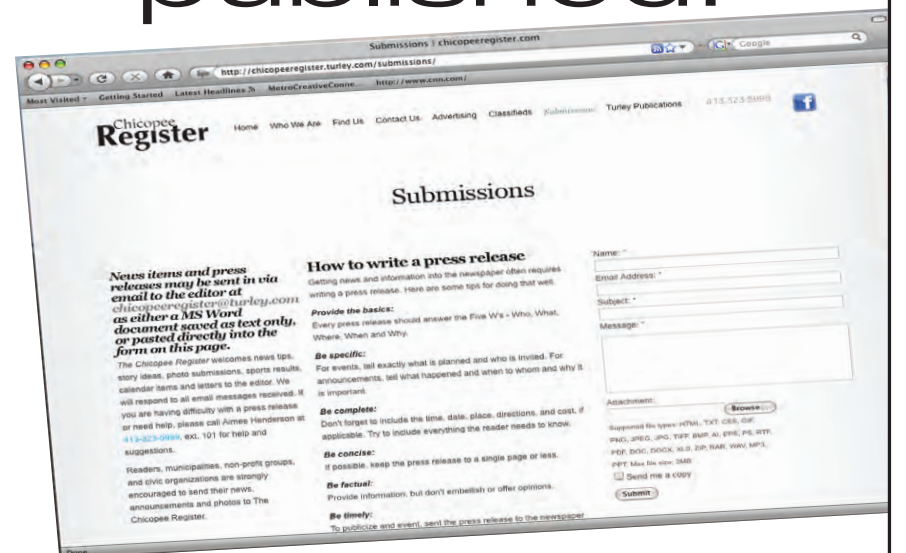 Submissions | chicopeeregister.com
http://chicopeeregister.turley.com/submissions/
Google
Most Visited
Getting Started
Latest Headlines
MetroCreativeConne...
http://www.cnn.com/
Chicopee
Register
Home
Who We Are
Find Us
Contact Us
Advertising
Classifieds
Submissions
Turley Publications
f
Submissions
News items and press
releases may be sent in via
email to the editor at
chicopeeregister@turley.com
as either a MS Word
document saved as text only,
or pasted directly into the
form on this page.
The Chicopee Register welcomes news tips,
story ideas, photo submissions, sports results,
calendar items and letters to the editor. We
will respond to all email messages received. If
you are having difficulty with a press release
or need help, please call Aimee Henderson at
413-323-5999, ext. 101 for help and
suggestions.
Readers, municipalities, non-profit groups,
and civic organizations are strongly
encouraged to send their news,
announcements and photos to The
Chicopee Register.
How to write a press release
Getting news and information into the newspaper often requires
writing a press release. Here are some tips for doing that well.
Provide the basics:
Every press release should answer the Five W's - Who, What,
Where, When and Why.
Be specific:
For events, tell exactly what is planned and who is invited. For
announcements, tell what happened and when to whom and why it
is important.
Be complete:
Don't forget to include the time, date, place, directions, and cost, if
applicable. Try to include everything the reader needs to know.
Be concise:
If possible, keep the press release to a single page or less.
Be factual:
Provide information, but don't embellish or offer opinions.
Be timely:
To publicize and event, sent the press release to the newspaper
Name: *
Email Address: *
Subject: *
Message: *
Attachment:
Browse...
Supported file types: HTML, TXT, CSS, GIF,
PNG, JPEG, JPG, TIFF, BMP, AI, EPS, PS, RTF,
PDF, DOC, DOCX, XLS, ZIP, RAR, WAV, MP3,
PPT. Max file size: 2MB
Send me a copy
Submit
Done